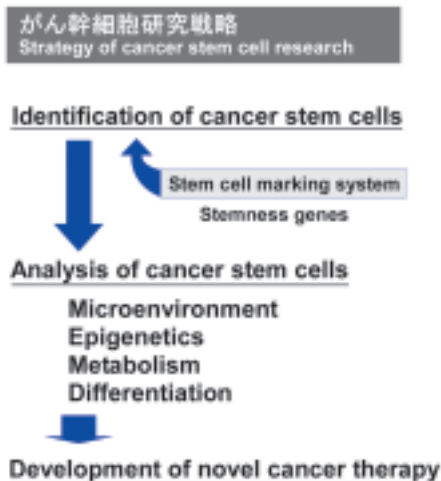 がん幹細胞研究戦略
Strategy of cancer stem cell research
Identification of cancer stem cells
Stem cell marking system
Stemness genes
Analysis of cancer stem cells
Microenvironment
Epigenetics
Metabolism
Differentiation
Development of novel cancer therapy